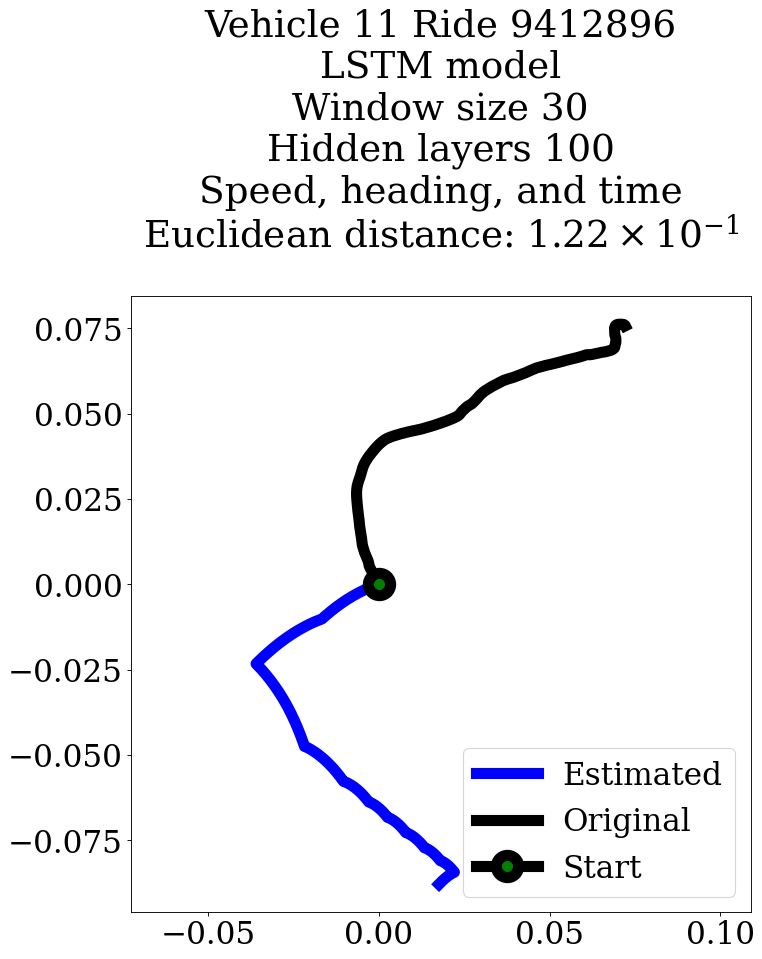 Vehicle 11 Ride 9412896
LSTM model
Window size 30
Hidden layers 100
Speed, heading, and time
Euclidean distance: 1.22 × 10⁻¹
0.075
0.050
0.025
0.000
−0.025
−0.050
−0.075
−0.05
0.00
0.05
0.10
Estimated
Original
Start